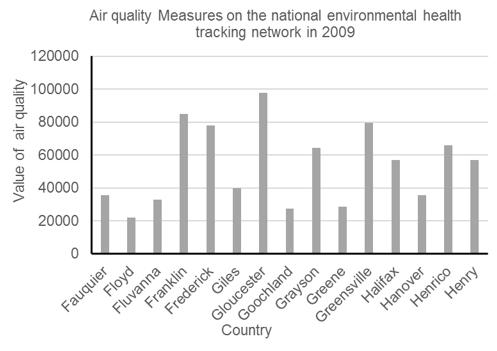 Air quality Measures on the national environmental health
tracking network in 2009
Value of air quality
120000
100000
80000
60000
40000
20000
0
Fauquier
Floyd
Fluvanna
Franklin
Frederick
Giles
Gloucester
Goochland
Grayson
Greene
Greensville
Halifax
Hanover
Henrico
Henry
Country